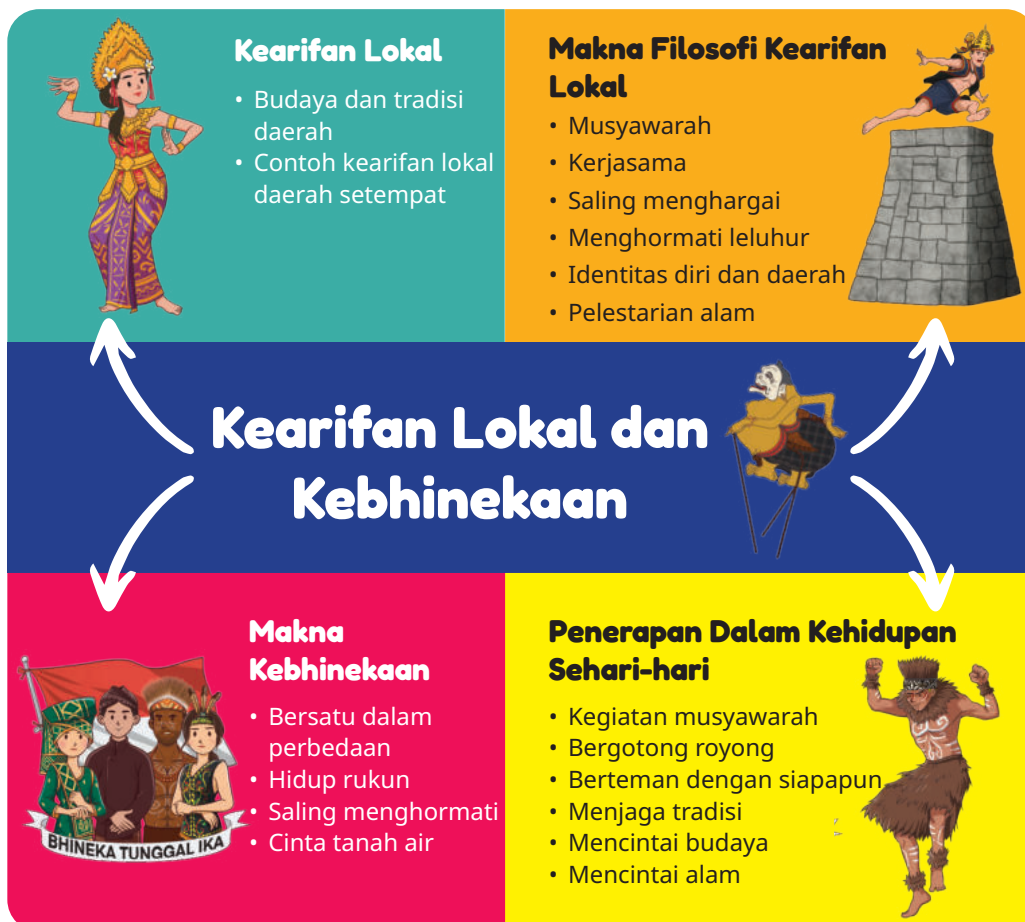 Kearifan Lokal
• Budaya dan tradisi
daerah
• Contoh kearifan lokal
daerah setempat
Makna Filosofi Kearifan
Lokal
• Musyawarah
• Kerjasama
• Saling menghargai
• Menghormati leluhur
• Identitas diri dan daerah
• Pelestarian alam
Kearifan Lokal dan
Kebhinekaan
Makna
Kebhinekaan
• Bersatu dalam
perbedaan
• Hidup rukun
• Saling menghormati
• Cinta tanah air
BHINEKA TUNGGAL IKA
Penerapan Dalam Kehidupan
Sehari-hari
• Kegiatan musyawarah
• Bergotong royong
• Berteman dengan siapapun
• Menjaga tradisi
• Mencintai budaya
• Mencintai alam